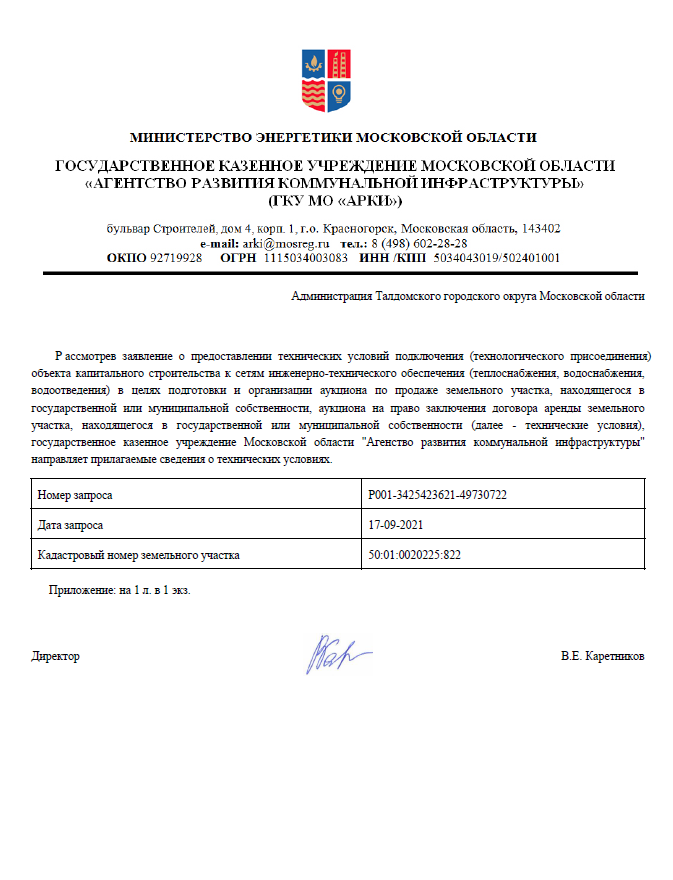 МИНИСТЕРСТВО ЭНЕРГЕТИКИ МОСКОВСКОЙ ОБЛАСТИ
ГОСУДАРСТВЕННОЕ КАЗЕННОЕ УЧРЕЖДЕНИЕ МОСКОВСКОЙ ОБЛАСТИ
«АГЕНТСТВО РАЗВИТИЯ КОММУНАЛЬНОЙ ИНФРАСТРУКТУРЫ»
(ГКУ МО «АРКИ»)
бульвар Строителей, дом 4, корп. 1, г.о. Красногорск, Московская область, 143402
e-mail: arki@mosreg.ru тел.: 8 (498) 602-28-28
ОКПО 92719928 ОГРН 1115034003083 ИНН /КПП 5034043019/502401001
Администрация Талдомского городского округа Московской области
Р ассмотрев заявление о предоставлении технических условий подключения (технологического присоединения)
объекта капитального строительства к сетям инженерно-технического обеспечения (теплоснабжения, водоснабжения,
водоотведения) в целях подготовки и организации аукциона по продаже земельного участка, находящегося в
государственной или муниципальной собственности, аукциона на право заключения договора аренды земельного
участка, находящегося в государственной или муниципальной собственности (далее - технические условия),
государственное казенное учреждение Московской области "Агенство развития коммунальной инфраструктуры"
направляет прилагаемые сведения о технических условиях.
Номер запроса P001-3425423621-49730722
Дата запроса 17-09-2021
Кадастровый номер земельного участка 50:01:0020225:822
Приложение: на 1 л. в 1 экз.
Директор В.Е. Каретников